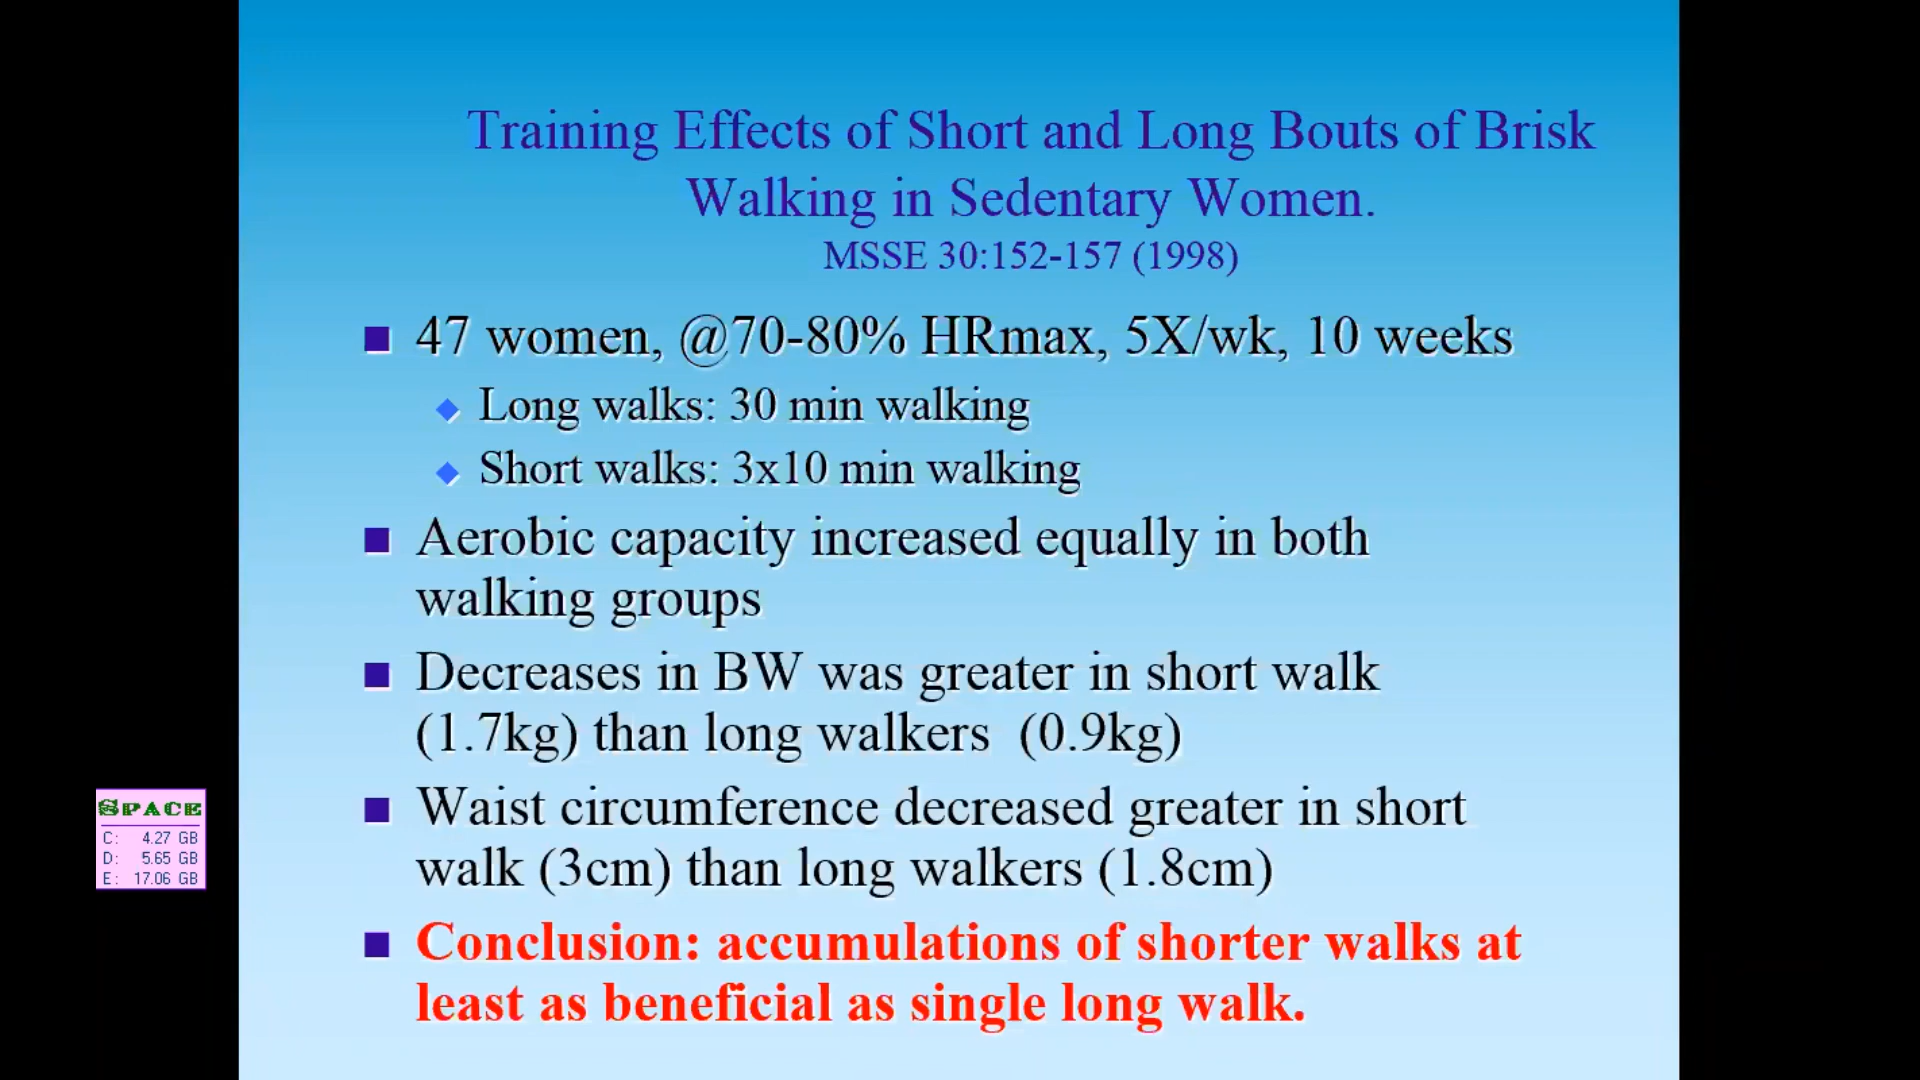 Training Effects of Short and Long Bouts of Brisk
Walking in Sedentary Women.
MSSE 30:152-157 (1998)
47 women, @70-80% HRmax, 5X/wk, 10 weeks
Long walks: 30 min walking
Short walks: 3x10 min walking
Aerobic capacity increased equally in both
walking groups
Decreases in BW was greater in short walk
(1.7kg) than long walkers (0.9kg)
Waist circumference decreased greater in short
walk (3cm) than long walkers (1.8cm)
Conclusion: accumulations of shorter walks at
least as beneficial as single long walk.
SPACE
C: 4.27 GB
D: 5.65 GB
E: 17.06 GB